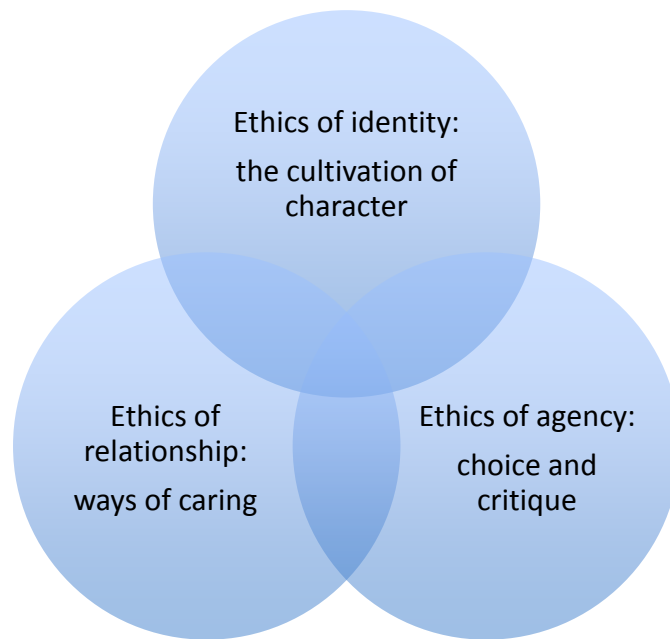 Ethics of identity:
the cultivation of
character
Ethics of
relationship:
ways of caring
Ethics of agency:
choice and
critique